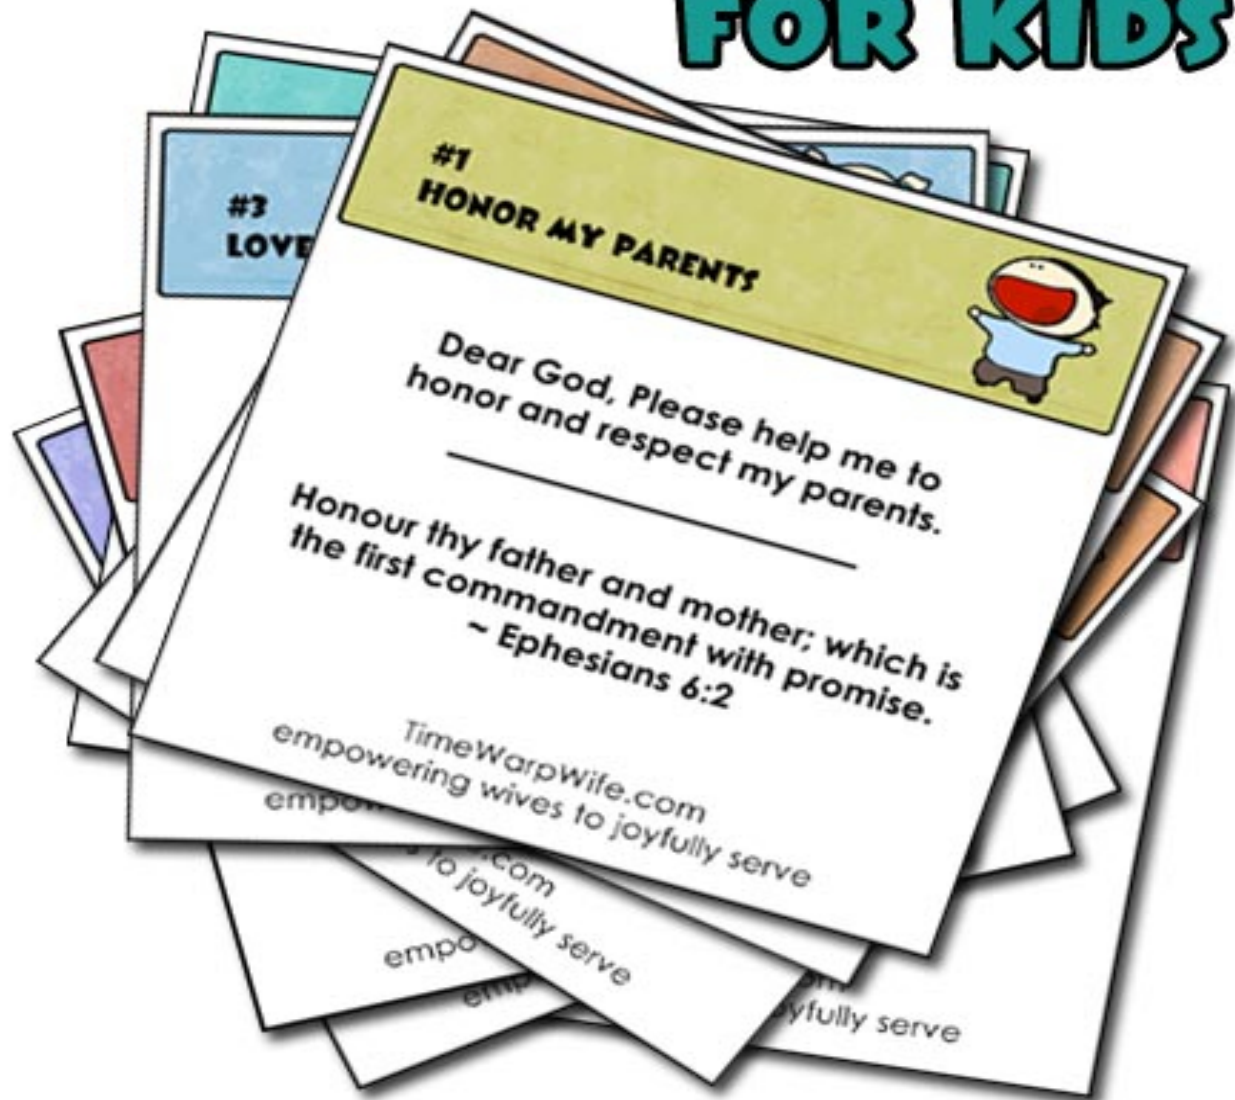 FOR KIDS
#1
HONOR MY PARENTS
#3
LOVE
Dear God, Please help me to
honor and respect my parents.
Honour thy father and mother; which is
the first commandment with promise.
~ Ephesians 6:2
TimeWarpWife.com
empowering wives to joyfully serve
.com
to joyfully serve
serve